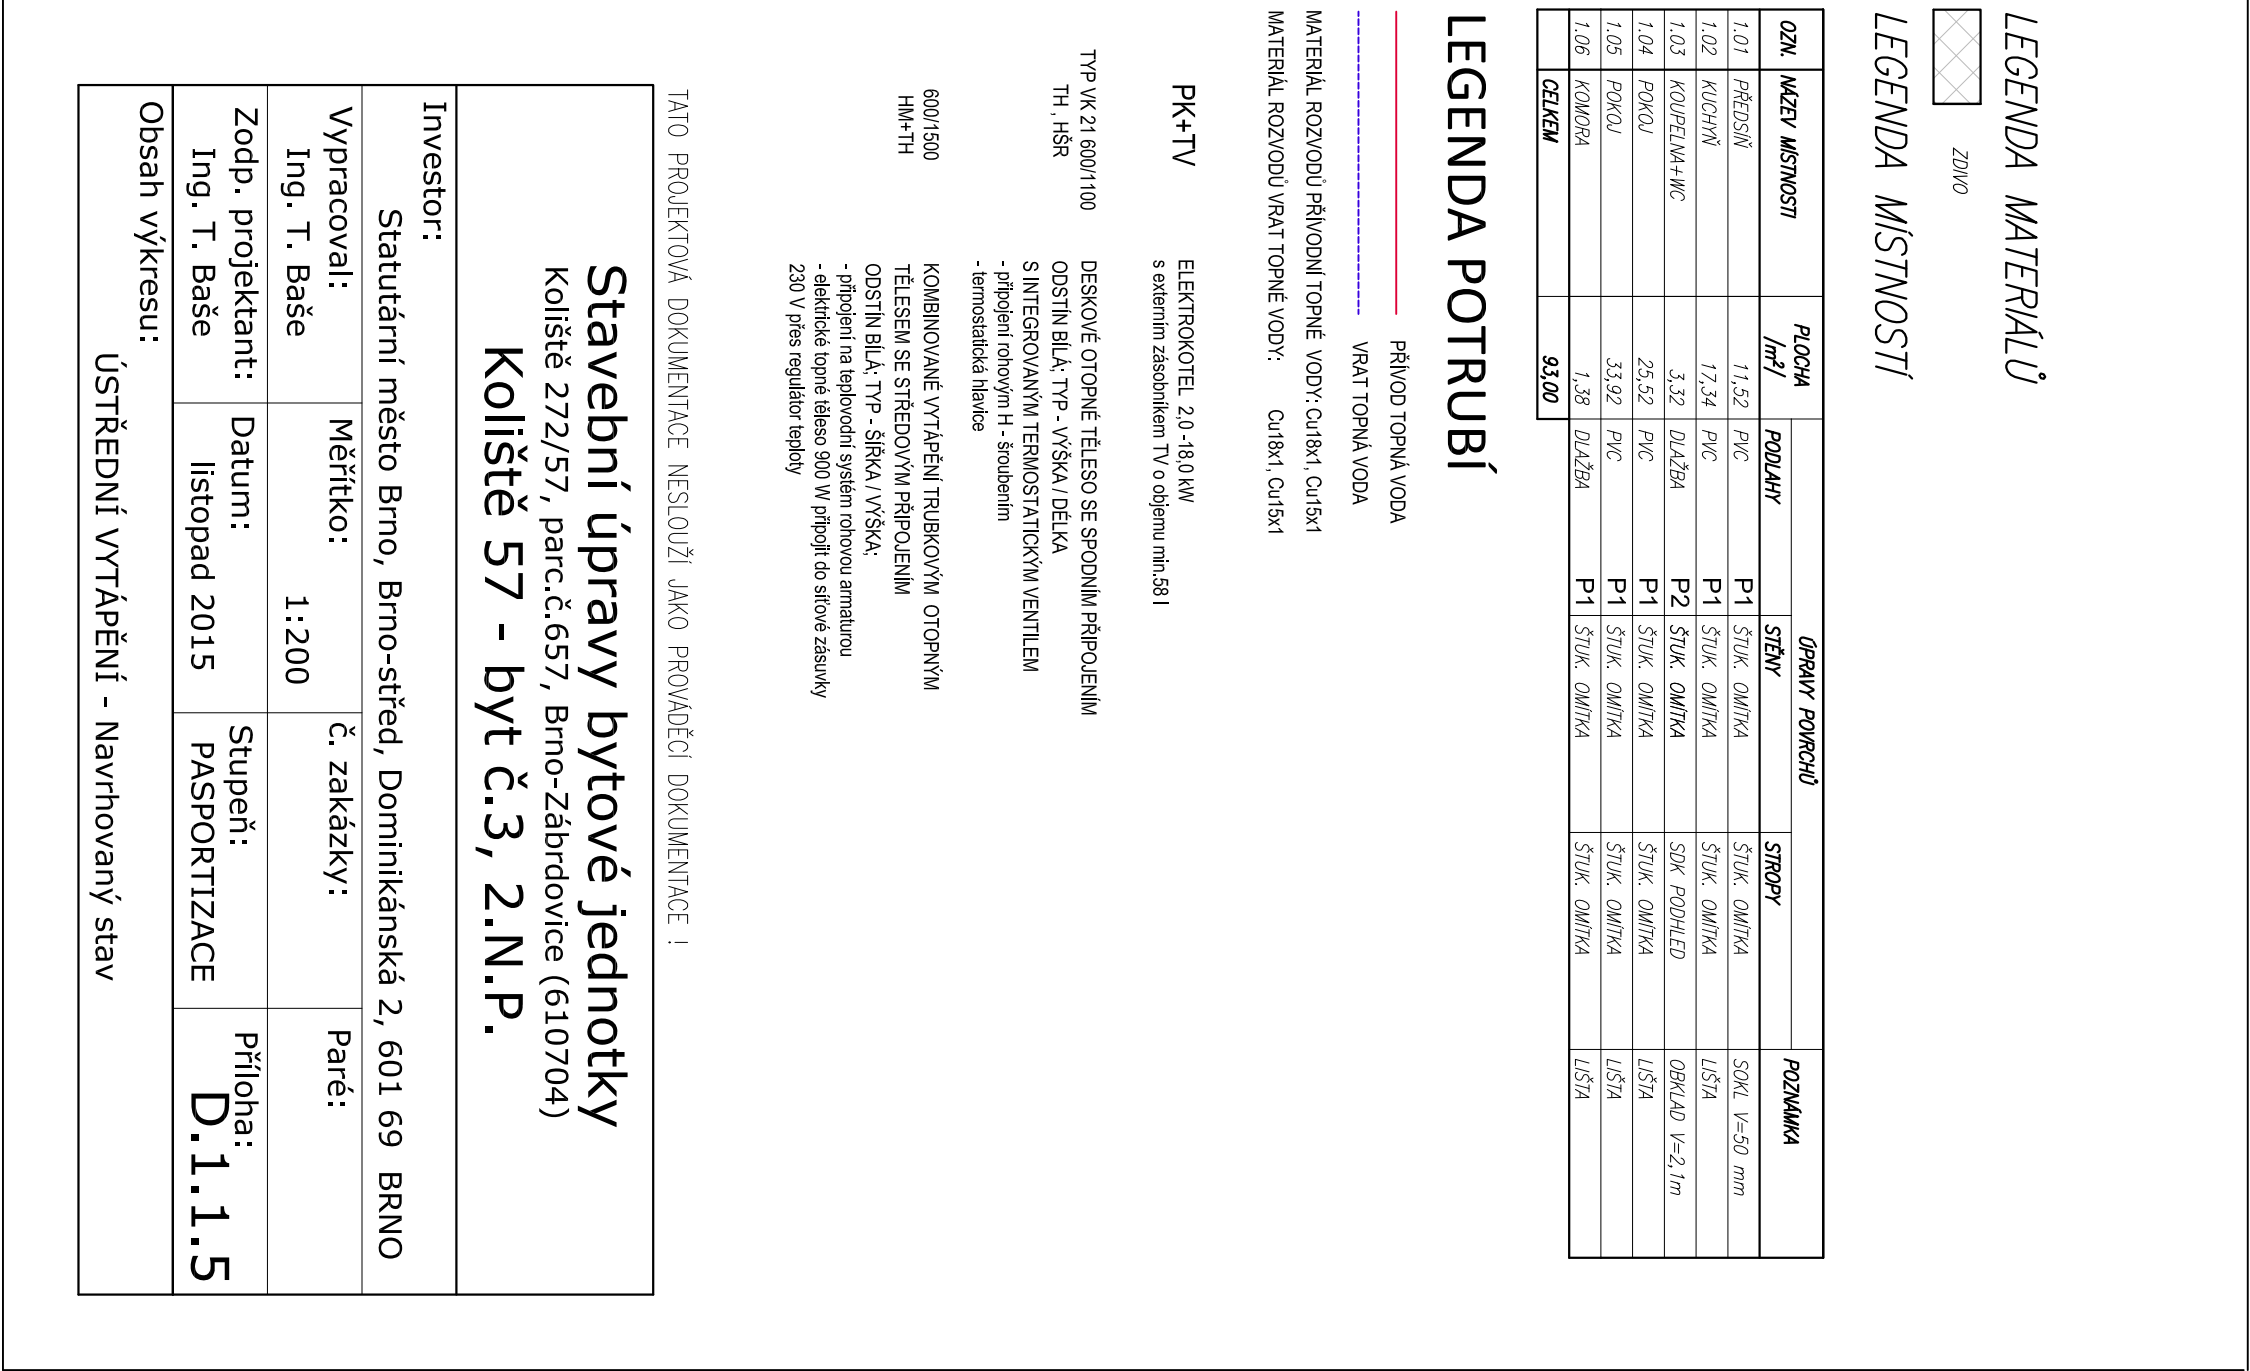 LEGENDA MATERIÁLŮ
ZDIVO
LEGENDA MÍSTNOSTÍ
OZN. NÁZEV MÍSTNOSTI PLOCHA /m²/ ÚPRAVY POVRCHŮ POZNÁMKA
PODLAHY STĚNY STROPY
1.01 PŘEDSÍŇ 11,52 PVC P1 ŠTUK. OMÍTKA ŠTUK. OMÍTKA SOKL V=50 mm
1.02 KUCHYŇ 17,34 PVC P1 ŠTUK. OMÍTKA ŠTUK. OMÍTKA LIŠTA
1.03 KOUPELNA+WC 3,32 DLAŽBA P2 ŠTUK. OMÍTKA SDK PODHLED OBKLAD V=2,1m
1.04 POKOJ 25,52 PVC P1 ŠTUK. OMÍTKA ŠTUK. OMÍTKA LIŠTA
1.05 POKOJ 33,92 PVC P1 ŠTUK. OMÍTKA ŠTUK. OMÍTKA LIŠTA
1.06 KOMORA 1,38 DLAŽBA P1 ŠTUK. OMÍTKA ŠTUK. OMÍTKA LIŠTA
CELKEM 93,00
LEGENDA POTRUBÍ
PŘÍVOD TOPNÁ VODA
VRAT TOPNÁ VODA
MATERIÁL ROZVODŮ PŘÍVODNÍ TOPNÉ VODY: Cu18x1, Cu15x1
MATERIÁL ROZVODŮ VRAT TOPNÉ VODY: Cu18x1, Cu15x1
PK+TV ELEKTROKOTEL 2,0 -18,0 kW
s externím zásobníkem TV o objemu min.58 l
TYP VK 21 600/1100 DESKOVÉ OTOPNÉ TĚLESO SE SPODNÍM PŘIPOJENÍM
TH , HŠR ODSTÍN BÍLÁ; TYP - VÝŠKA / DÉLKA
S INTEGROVANÝM TERMOSTATICKÝM VENTILEM
- připojení rohovým H - šroubením
- termostatická hlavice
600/1500 KOMBINOVANÉ VYTÁPĚNÍ TRUBKOVÝM OTOPNÝM
HM+TH TĚLESEM SE STŘEDOVÝM PŘIPOJENÍM
ODSTÍN BÍLÁ; TYP - ŠÍŘKA / VÝŠKA;
- připojení na teplovodní systém rohovou armaturou
- elektrické topné těleso 900 W připojit do síťové zásuvky
230 V přes regulátor teploty
TATO PROJEKTOVÁ DOKUMENTACE NESLOUŽÍ JAKO PROVÁDĚCÍ DOKUMENTACE !
Stavební úpravy bytové jednotky
Koliště 272/57, parc.č.657, Brno-Zábrdovice (610704)
Koliště 57 - byt č.3, 2.N.P.
Investor:
Statutární město Brno, Brno-střed, Dominikánská 2, 601 69 BRNO
Vypracoval: Měřítko: č. zakázky: Paré:
Ing. T. Baše 1:200
Zodp. projektant: Datum: Stupeň: Příloha:
Ing. T. Baše listopad 2015 PASPORTIZACE D.1.1.5
Obsah výkresu:
ÚSTŘEDNÍ VYTÁPĚNÍ - Navrhovaný stav